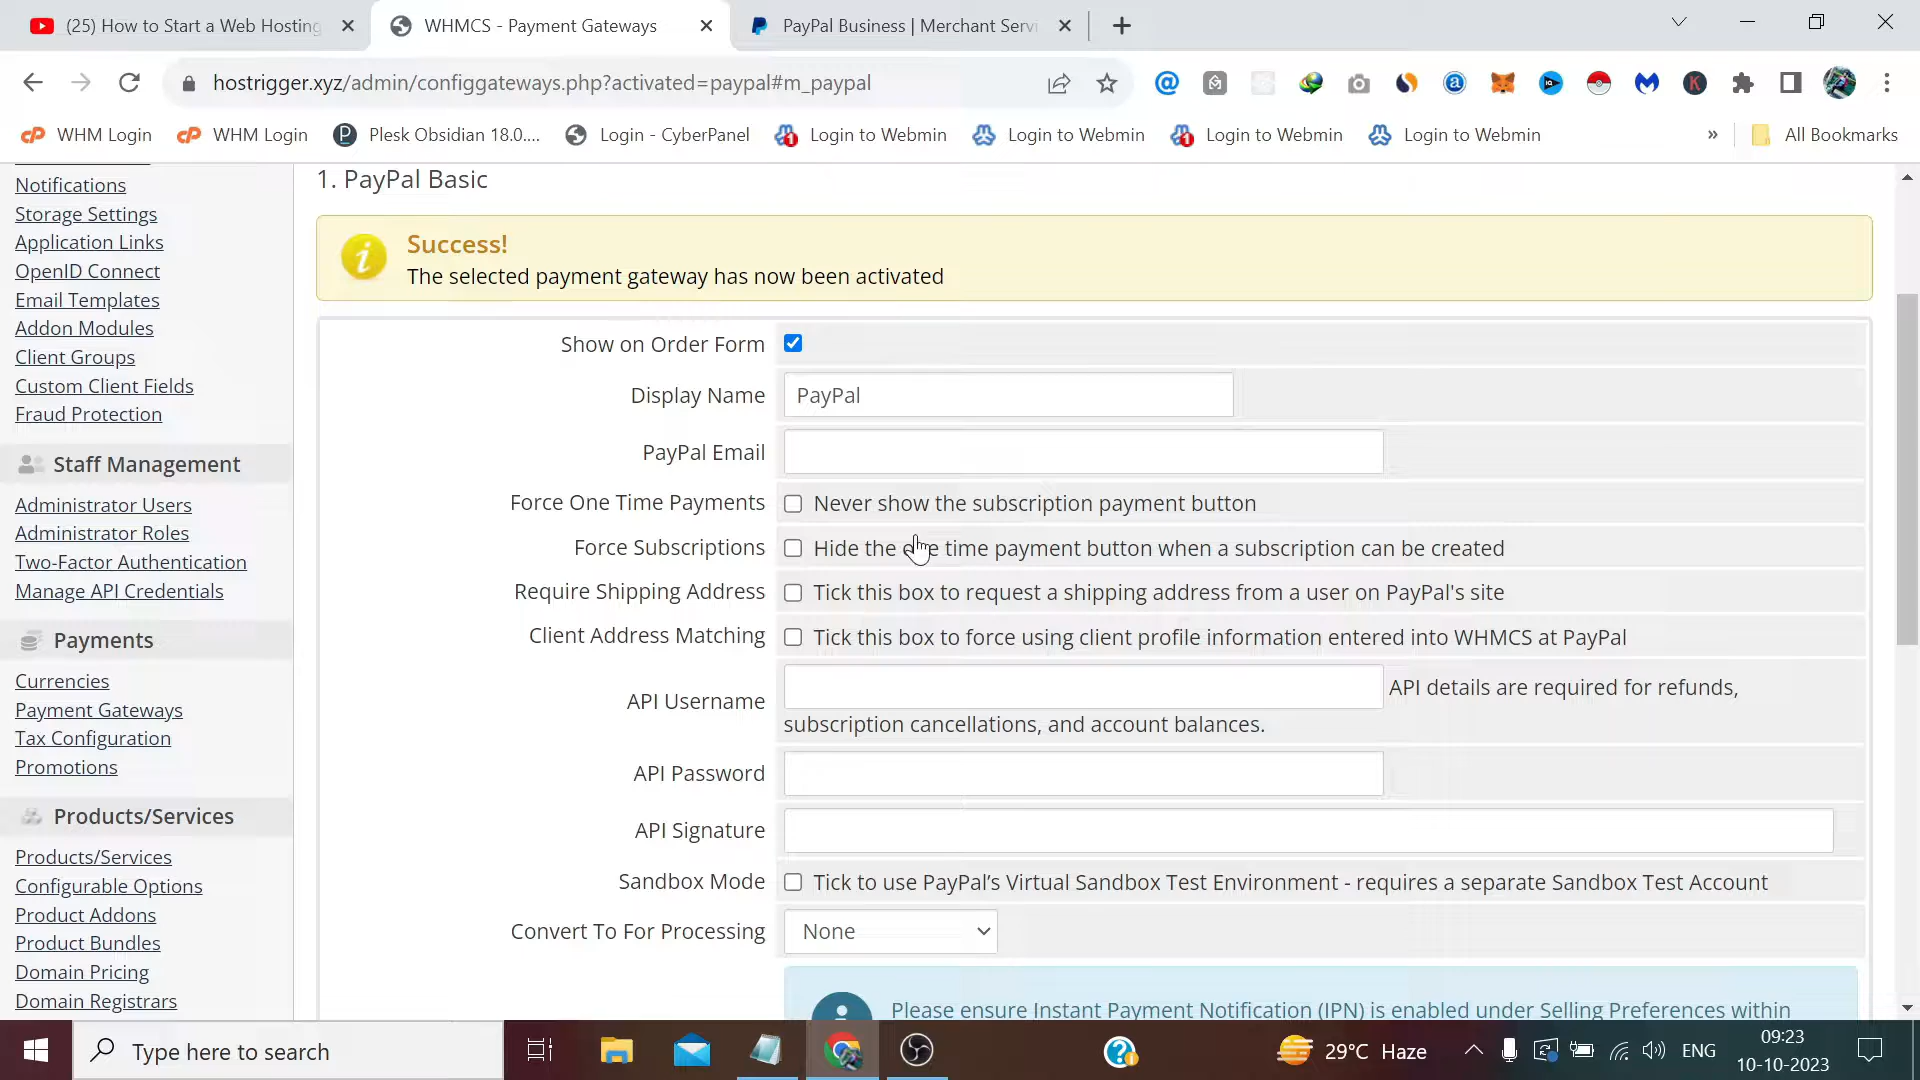 (25) How to Start a Web Hosting
WHMCS - Payment Gateways
PayPal Business | Merchant Servi
hostrigger.xyz/admin/configgateways.php?activated=paypal#m_paypal
WHM Login
WHM Login
Plesk Obsidian 18.0....
Login - CyberPanel
Login to Webmin
Login to Webmin
Login to Webmin
Login to Webmin
»
All Bookmarks
Notifications
Storage Settings
Application Links
OpenID Connect
Email Templates
Addon Modules
Client Groups
Custom Client Fields
Fraud Protection
Staff Management
Administrator Users
Administrator Roles
Two-Factor Authentication
Manage API Credentials
Payments
Currencies
Payment Gateways
Tax Configuration
Promotions
Products/Services
Products/Services
Configurable Options
Product Addons
Product Bundles
Domain Pricing
Domain Registrars
1. PayPal Basic
Success!
The selected payment gateway has now been activated
Show on Order Form
Display Name PayPal
PayPal Email
Force One Time Payments Never show the subscription payment button
Force Subscriptions Hide the one time payment button when a subscription can be created
Require Shipping Address Tick this box to request a shipping address from a user on PayPal's site
Client Address Matching Tick this box to force using client profile information entered into WHMCS at PayPal
API Username API details are required for refunds,
subscription cancellations, and account balances.
API Password
API Signature
Sandbox Mode Tick to use PayPal’s Virtual Sandbox Test Environment - requires a separate Sandbox Test Account
Convert To For Processing None
Please ensure Instant Payment Notification (IPN) is enabled under Selling Preferences within
Type here to search
29°C Haze
ENG
09:23
10-10-2023